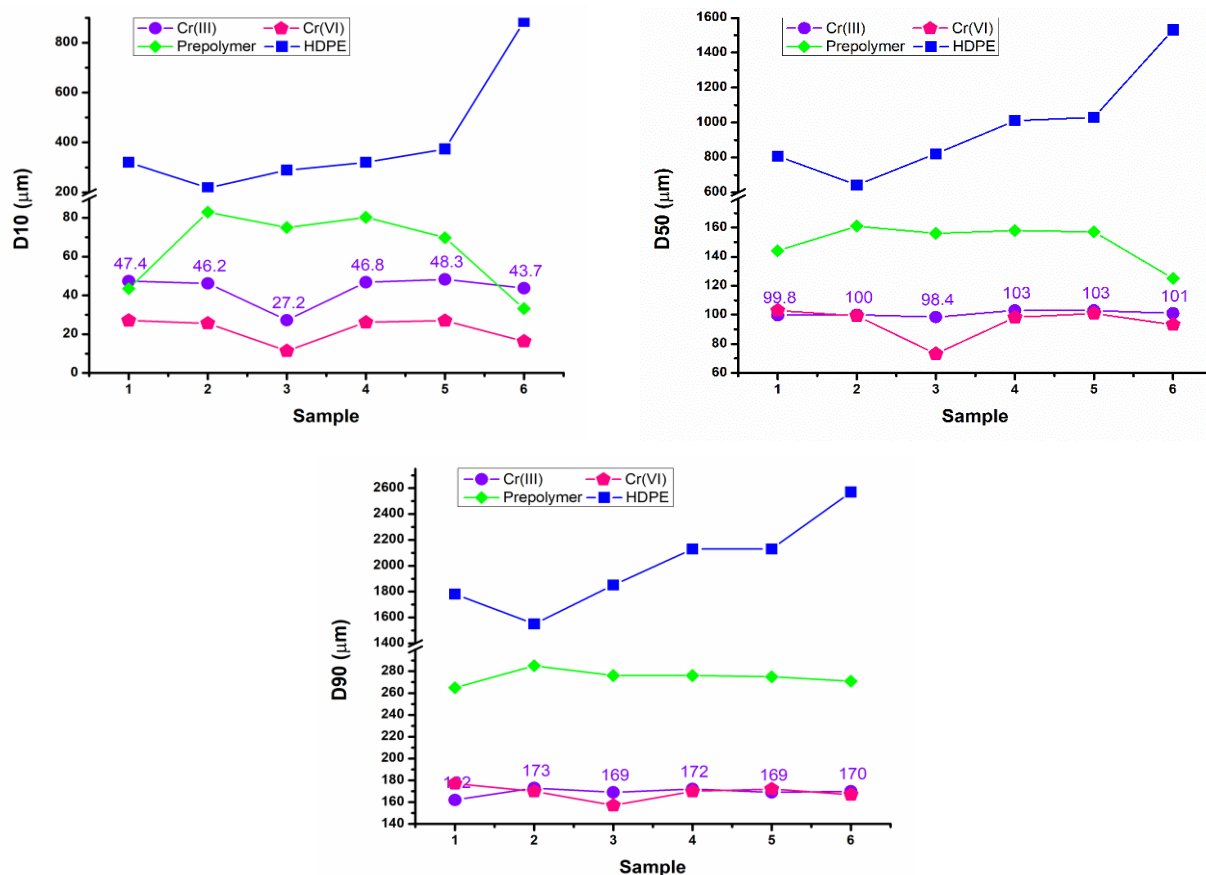 Cr(III) Cr(VI)
Prepolymer HDPE
800
600
400
200
80
60
40
20
0
D10 (μm)
47.4 46.2 27.2 46.8 48.3 43.7
1 2 3 4 5 6
Sample
Cr(III) Cr(VI)
Prepolymer HDPE
1600
1400
1200
1000
800
600
160
140
120
100
80
60
D50 (μm)
99.8 100 98.4 103 103 101
1 2 3 4 5 6
Sample
Cr(III) Cr(VI)
Prepolymer HDPE
2600
2400
2200
2000
1800
1600
1400
280
260
240
220
200
180
160
140
D90 (μm)
173 169 172 169 170
1 2 3 4 5 6
Sample